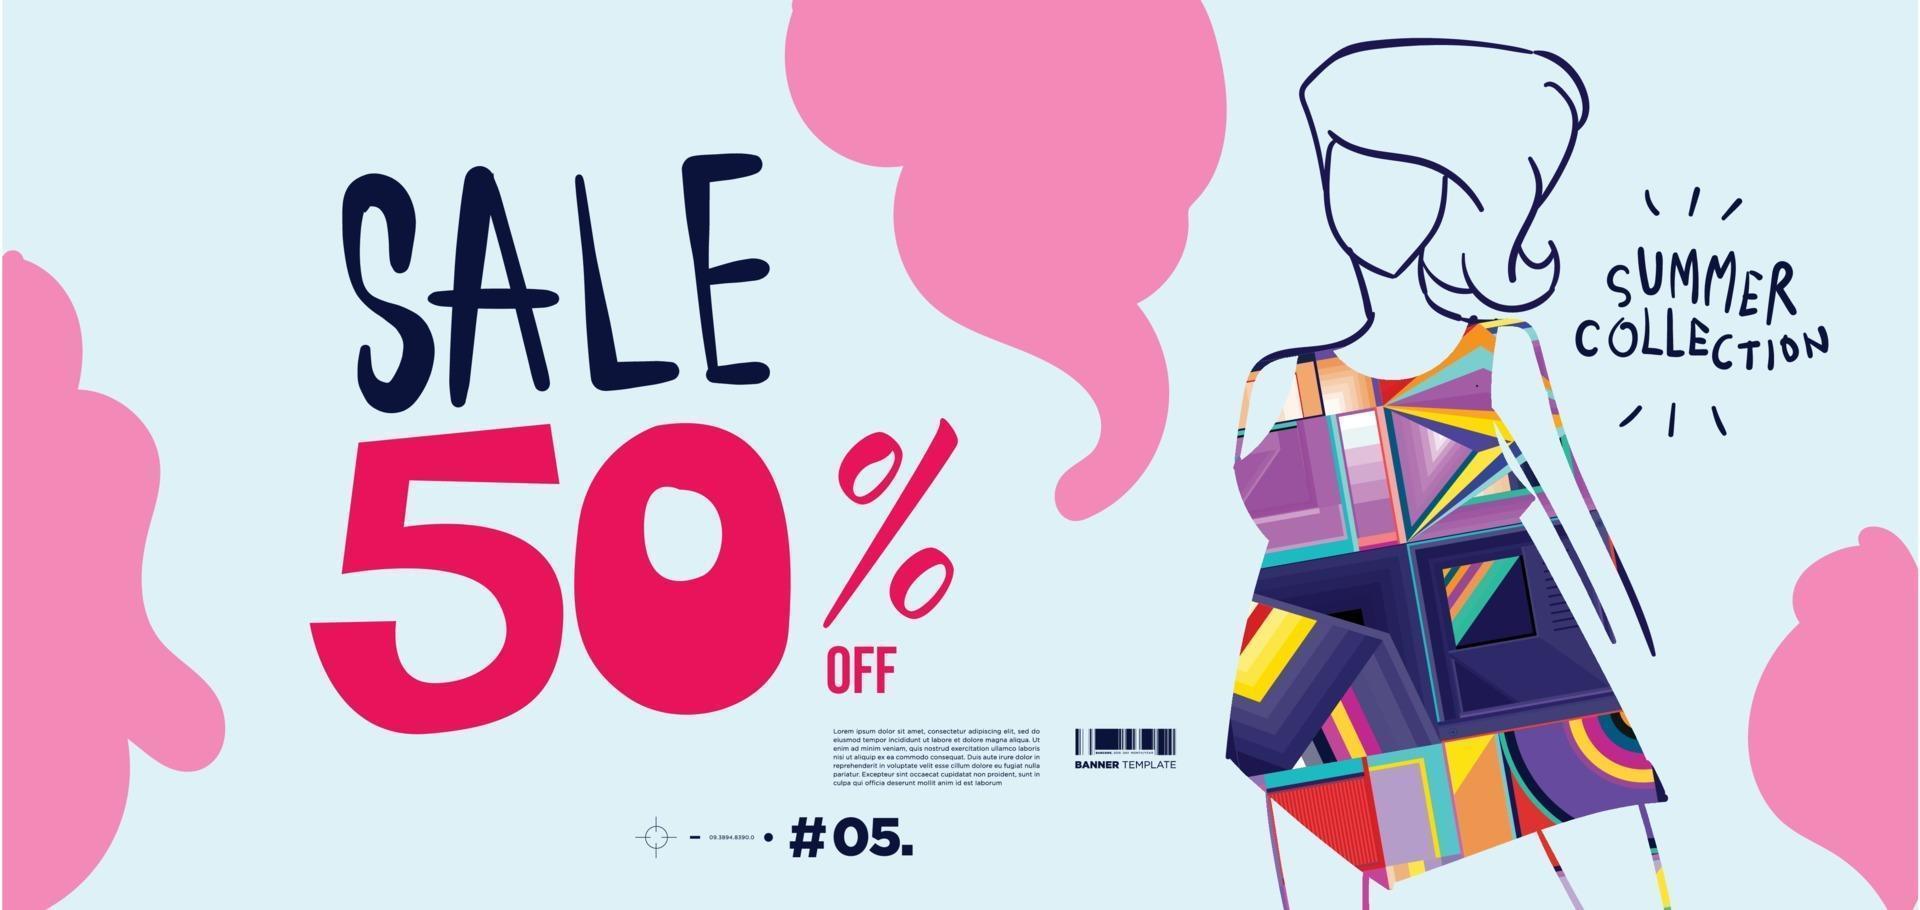 SALE
50%
OFF
SUMMER
COLLECTION
Lorem ipsum dolor sit amet, consectetur adipiscing elit, sed do
eiusmod tempor incididunt ut labore et dolore magna aliqua. Ut
enim ad minim veniam, quis nostrud exercitation ullamco laboris
nisi ut aliquip ex ea commodo consequat. Duis aute irure dolor in
reprehenderit in voluptate velit esse cillum dolore eu fugiat nulla
pariatur. Excepteur sint occaecat cupidatat non proident, sunt in
culpa qui officia deserunt mollit anim id est laborum
BANNER TEMPLATE
09.3894.8390.0
#05.